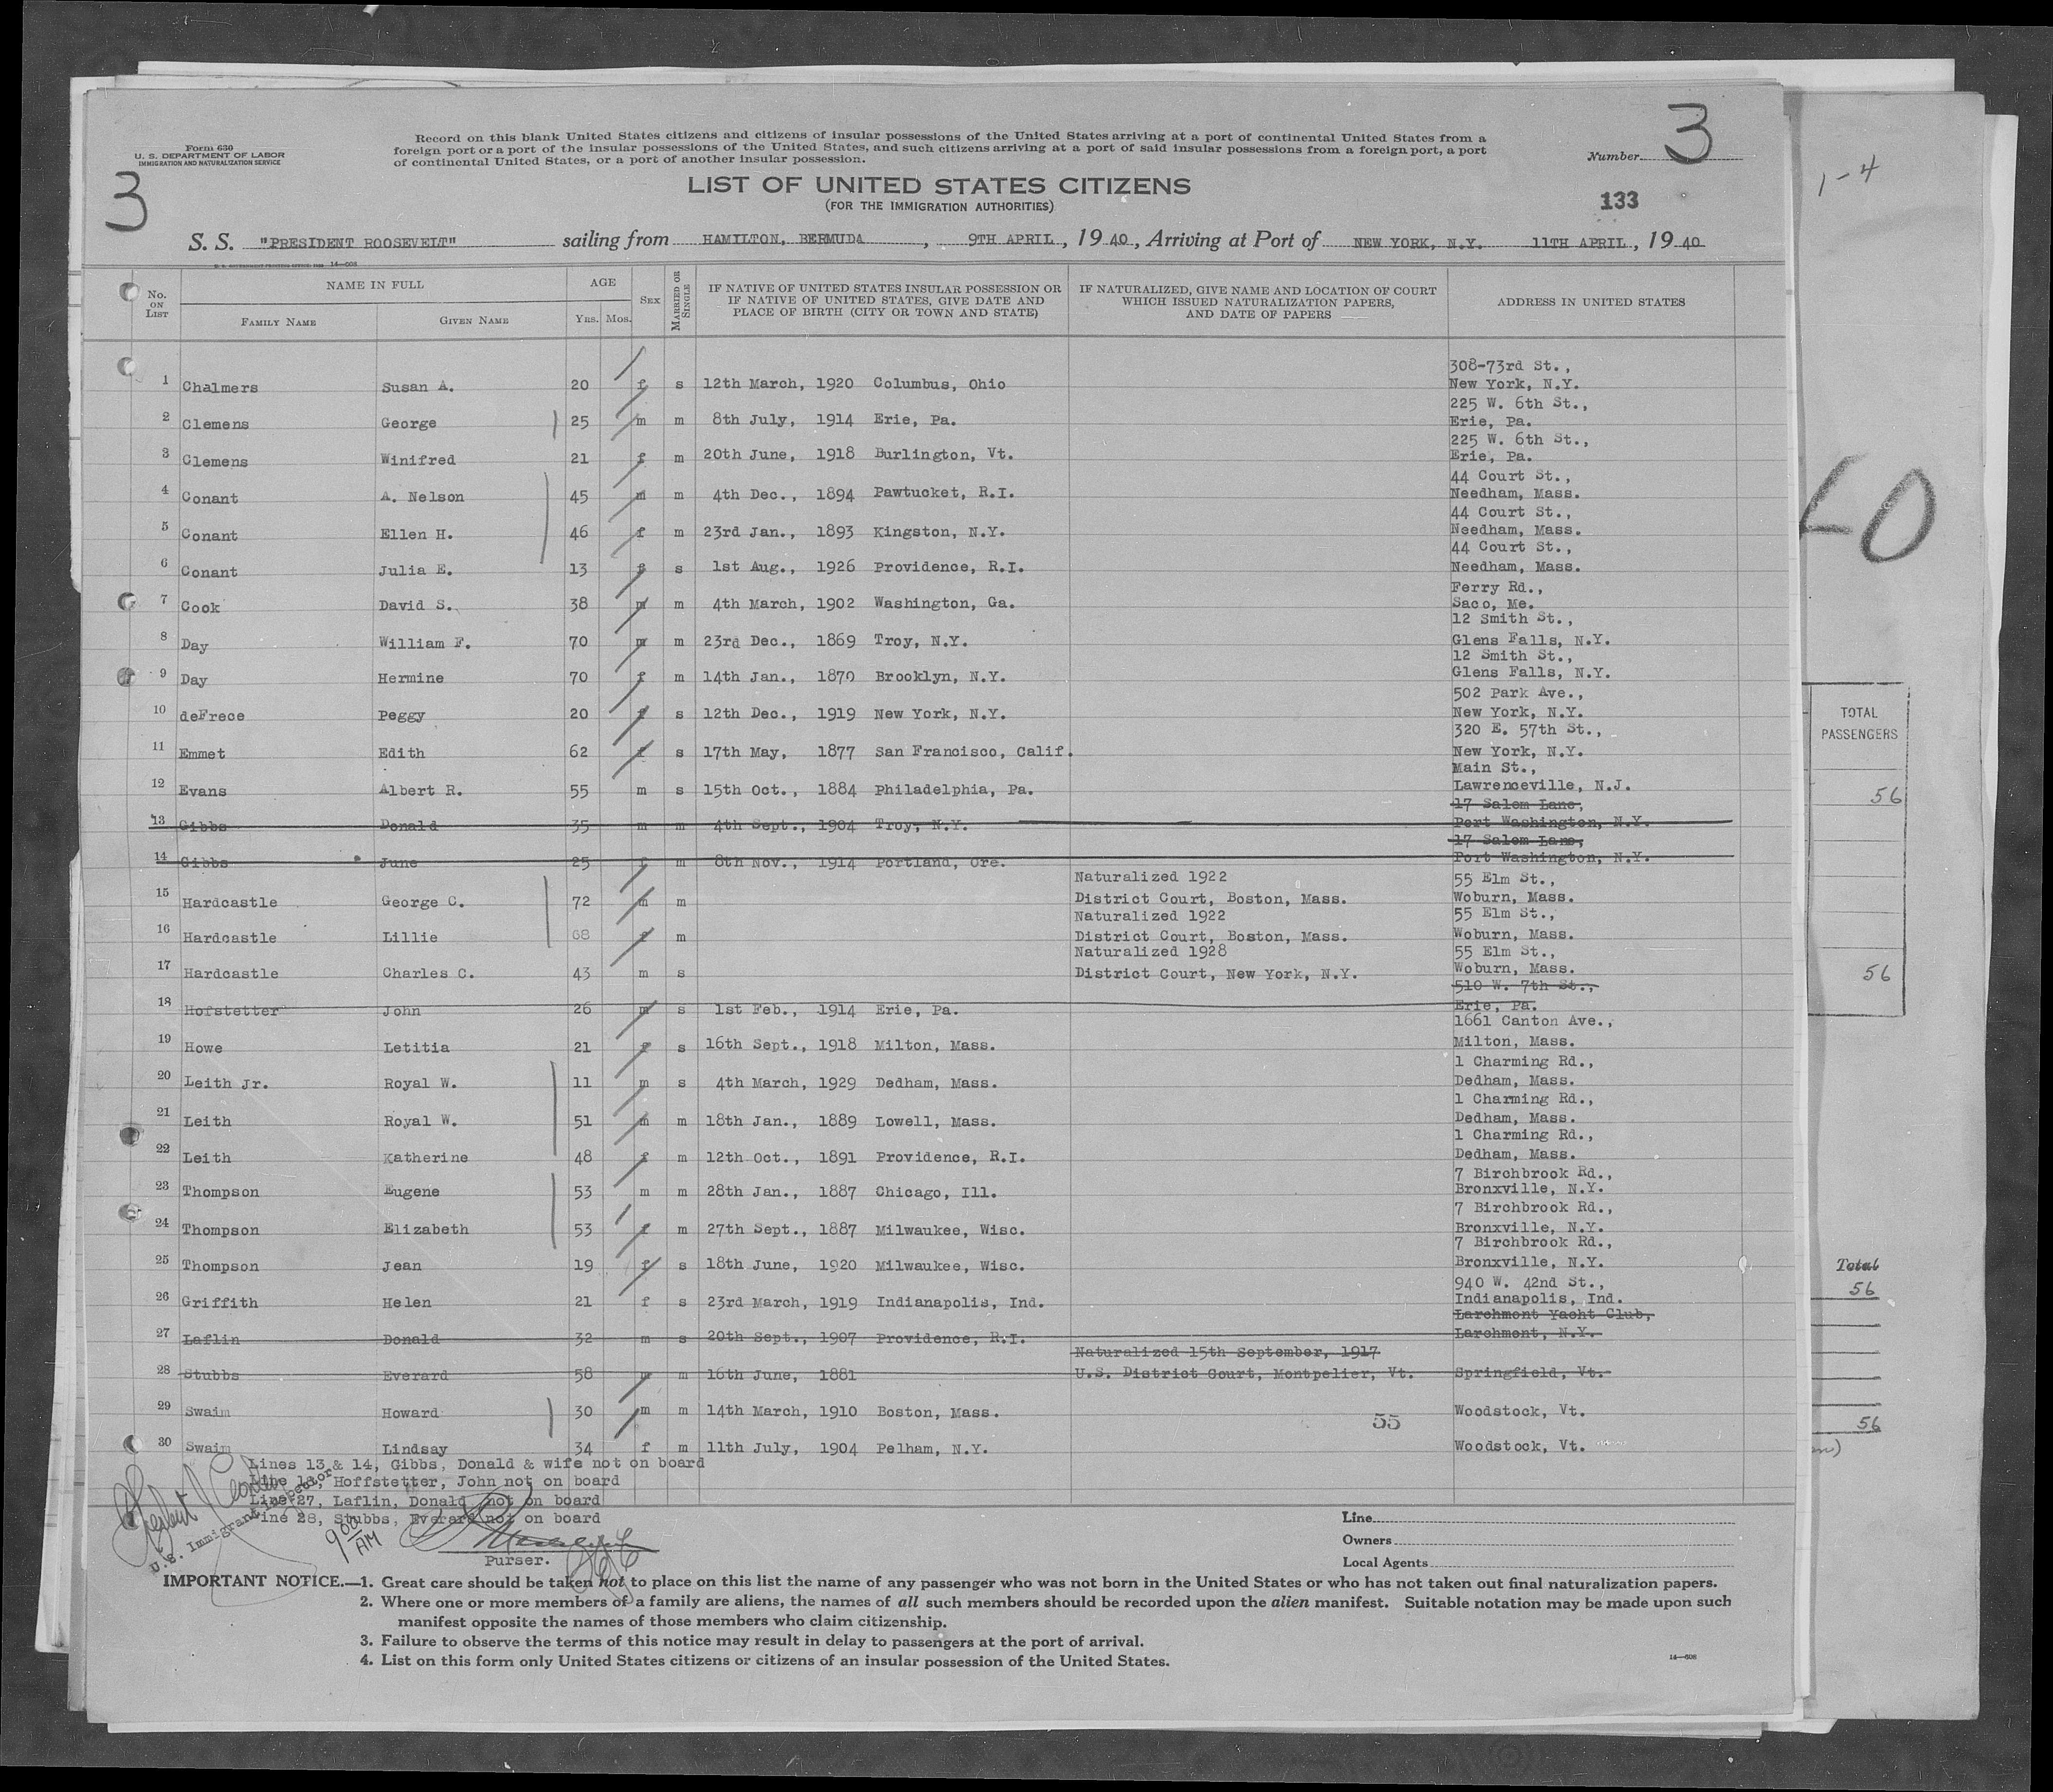 Form 630
U. S. DEPARTMENT OF LABOR
IMMIGRATION AND NATURALIZATION SERVICE
Record on this blank United States citizens and citizens of insular possessions of the United States arriving at a port of continental United States from a
foreign port or a port of the insular possessions of the United States, and such citizens arriving at a port of said insular possessions from a foreign port, a port
of continental United States, or a port of another insular possession.
Number 3
3
LIST OF UNITED STATES CITIZENS
(FOR THE IMMIGRATION AUTHORITIES)
133
1-4
S. S. "PRESIDENT ROOSEVELT" sailing from HAMILTON, BERMUDA, 9TH APRIL, 1940, Arriving at Port of NEW YORK, N.Y. 11TH APRIL, 1940
No. ON LIST
NAME IN FULL
FAMILY NAME GIVEN NAME
AGE
YRS. MOS.
SEX
MARRIED OR SINGLE
IF NATIVE OF UNITED STATES INSULAR POSSESSION OR
IF NATIVE OF UNITED STATES, GIVE DATE AND
PLACE OF BIRTH (CITY OR TOWN AND STATE)
IF NATURALIZED, GIVE NAME AND LOCATION OF COURT
WHICH ISSUED NATURALIZATION PAPERS,
AND DATE OF PAPERS
ADDRESS IN UNITED STATES
308-73rd St.,
1 Chalmers Susan A. 20 f s 12th March, 1920 Columbus, Ohio New York, N.Y.
225 W. 6th St.,
2 Clemens George 25 m m 8th July, 1914 Erie, Pa. Erie, Pa.
225 W. 6th St.,
3 Clemens Winifred 21 f m 20th June, 1918 Burlington, Vt. Erie, Pa.
44 Court St.,
4 Conant A. Nelson 45 m m 4th Dec., 1894 Pawtucket, R.I. Needham, Mass.
44 Court St.,
5 Conant Ellen H. 46 f m 23rd Jan., 1893 Kingston, N.Y. Needham, Mass.
44 Court St.,
6 Conant Julia E. 13 f s 1st Aug., 1926 Providence, R.I. Needham, Mass.
Ferry Rd.,
7 Cook David S. 38 m m 4th March, 1902 Washington, Ga. Saco, Me.
12 Smith St.,
8 Day William F. 70 m m 23rd Dec., 1869 Troy, N.Y. Glens Falls, N.Y.
12 Smith St.,
9 Day Hermine 70 f m 14th Jan., 1870 Brooklyn, N.Y. Glens Falls, N.Y.
502 Park Ave.,
10 deFrece Peggy 20 f s 12th Dec., 1919 New York, N.Y. New York, N.Y.
320 E. 57th St.,
11 Emmet Edith 62 f s 17th May, 1877 San Francisco, Calif. New York, N.Y.
Main St.,
12 Evans Albert R. 55 m s 15th Oct., 1884 Philadelphia, Pa. Lawrenceville, N.J.
17 Salem Lane,
13 Gibbs Donald 35 m m 4th Sept., 1904 Troy, N.Y. Port Washington, N.Y.
17 Salem Lane,
14 Gibbs June 25 f m 8th Nov., 1914 Portland, Ore. Port Washington, N.Y.
Naturalized 1922 55 Elm St.,
15 Hardcastle George C. 72 m m District Court, Boston, Mass. Woburn, Mass.
Naturalized 1922 55 Elm St.,
16 Hardcastle Lillie 68 f m District Court, Boston, Mass. Woburn, Mass.
Naturalized 1928 55 Elm St.,
17 Hardcastle Charles C. 43 m s District Court, New York, N.Y. Woburn, Mass.
510 W. 7th St.,
18 Hofstetter John 26 m s 1st Feb., 1914 Erie, Pa. Erie, Pa.
1661 Canton Ave.,
19 Howe Letitia 21 f s 16th Sept., 1918 Milton, Mass. Milton, Mass.
1 Charming Rd.,
20 Leith Jr. Royal W. 11 m s 4th March, 1929 Dedham, Mass. Dedham, Mass.
1 Charming Rd.,
21 Leith Royal W. 51 m m 18th Jan., 1889 Lowell, Mass. Dedham, Mass.
1 Charming Rd.,
22 Leith Katherine 48 f m 12th Oct., 1891 Providence, R.I. Dedham, Mass.
7 Birchbrook Rd.,
23 Thompson Eugene 53 m m 28th Jan., 1887 Chicago, Ill. Bronxville, N.Y.
7 Birchbrook Rd.,
24 Thompson Elizabeth 53 f m 27th Sept., 1887 Milwaukee, Wisc. Bronxville, N.Y.
7 Birchbrook Rd.,
25 Thompson Jean 19 f s 18th June, 1920 Milwaukee, Wisc. Bronxville, N.Y.
940 W. 42nd St.,
26 Griffith Helen 21 f s 23rd March, 1919 Indianapolis, Ind. Indianapolis, Ind.
Larchmont Yacht Club,
27 Laflin Donald 32 m s 20th Sept., 1907 Providence, R.I. Larchmont, N.Y.
Naturalized 15th September, 1917
28 Stubbs Everard 58 m m 16th June, 1881 U.S. District Court, Montpelier, Vt. Springfield, Vt.
29 Swaim Howard 30 m m 14th March, 1910 Boston, Mass. Woodstock, Vt.
55
30 Swaim Lindsay 34 f m 11th July, 1904 Pelham, N.Y. Woodstock, Vt.
Lines 13 & 14, Gibbs, Donald & wife not on board
Line 18, Hoffstetter, John not on board
Line 27, Laflin, Donald not on board
Line 28, Stubbs, Everard not on board
U.S. Immigrant Inspector
9 00 AM
Purser.
Line
Owners
Local Agents
IMPORTANT NOTICE.—1. Great care should be taken not to place on this list the name of any passenger who was not born in the United States or who has not taken out final naturalization papers.
2. Where one or more members of a family are aliens, the names of all such members should be recorded upon the alien manifest. Suitable notation may be made upon such
manifest opposite the names of those members who claim citizenship.
3. Failure to observe the terms of this notice may result in delay to passengers at the port of arrival.
4. List on this form only United States citizens or citizens of an insular possession of the United States.
14—608
TOTAL
PASSENGERS
56
56
Total
56
56